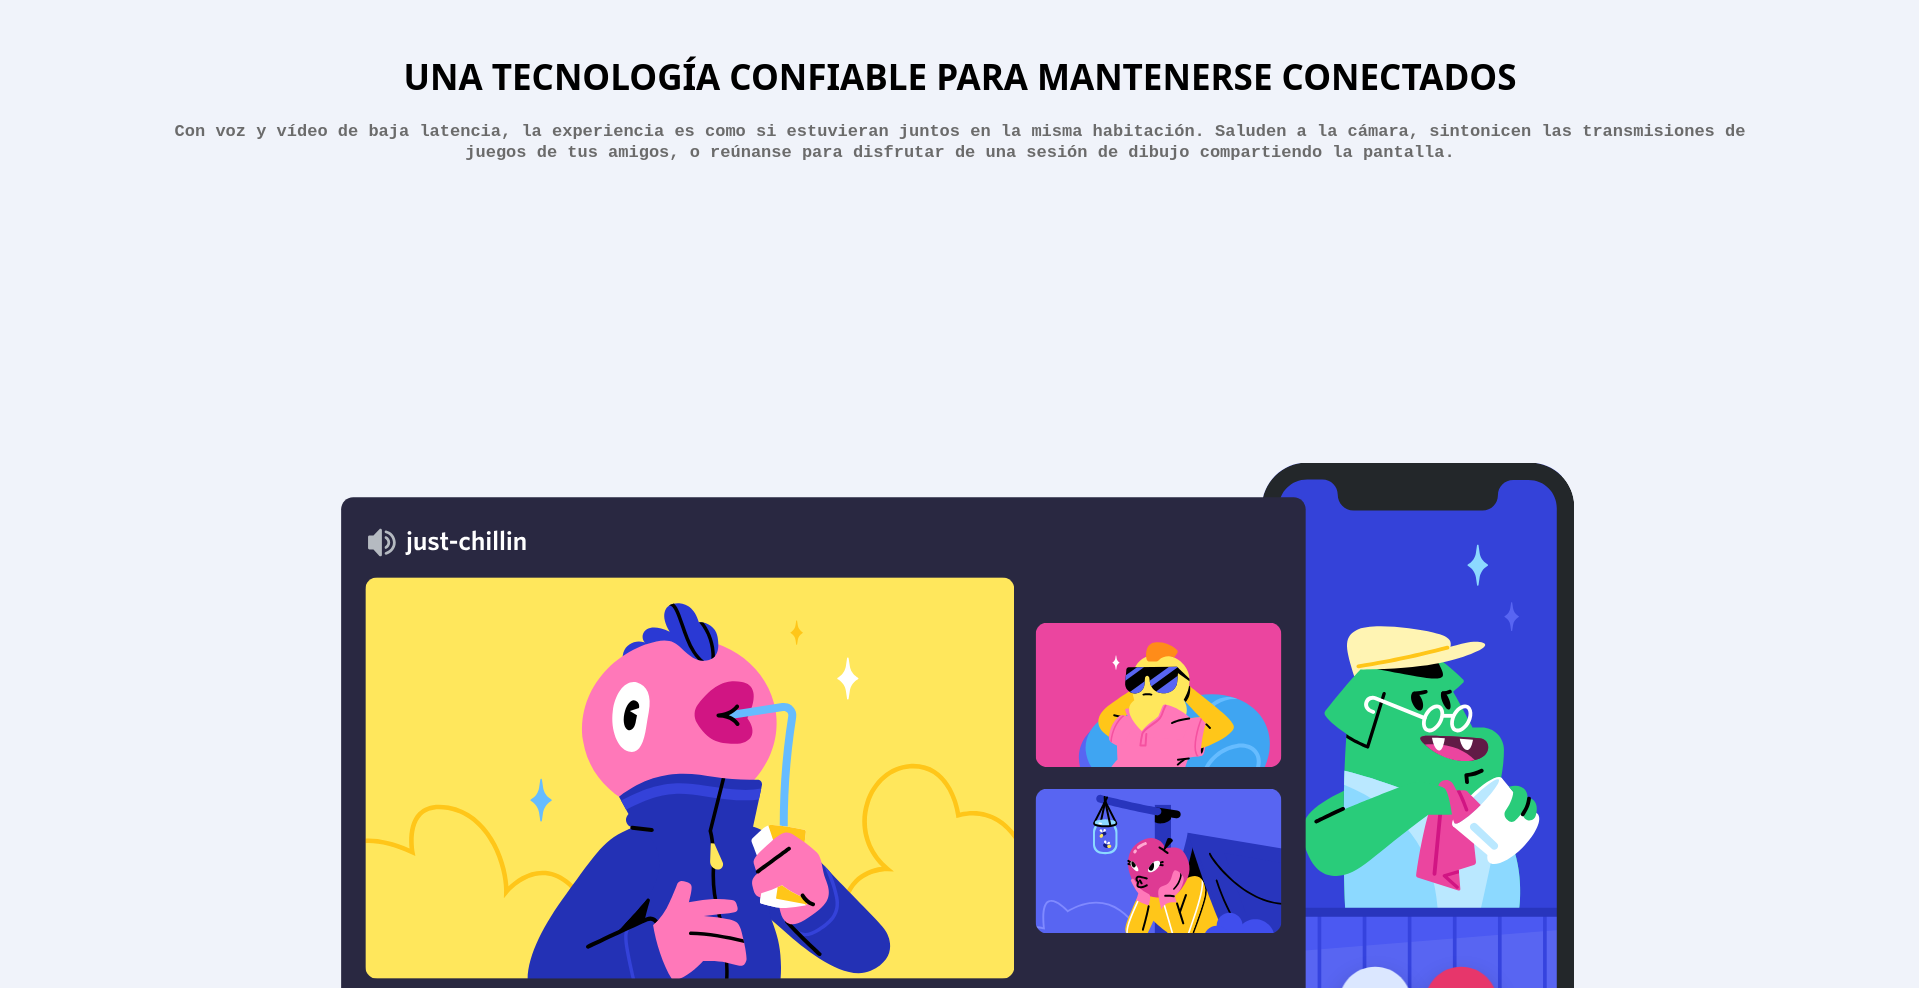 UNA TECNOLOGÍA CONFIABLE PARA MANTENERSE CONECTADOS
Con voz y vídeo de baja latencia, la experiencia es como si estuvieran juntos en la misma habitación. Saluden a la cámara, sintonicen las transmisiones de
juegos de tus amigos, o reúnanse para disfrutar de una sesión de dibujo compartiendo la pantalla.
just-chillin